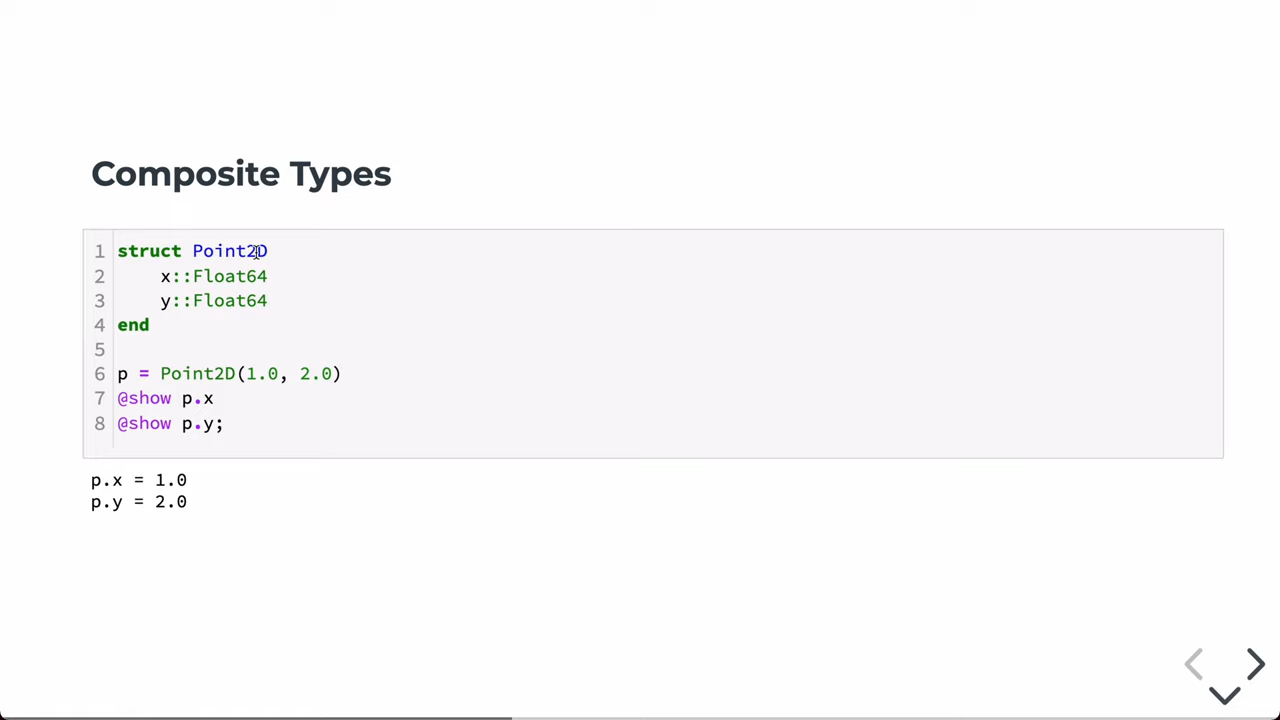 Composite Types
1 struct Point2D
2     x::Float64
3     y::Float64
4 end
5
6 p = Point2D(1.0, 2.0)
7 @show p.x
8 @show p.y;
p.x = 1.0
p.y = 2.0